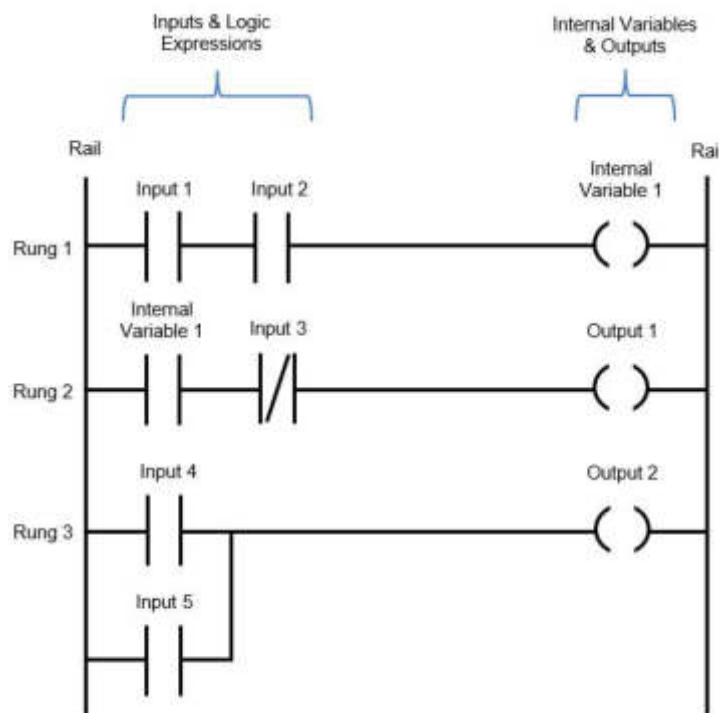 Inputs & Logic
Expressions
Internal Variables
& Outputs
Rail
Rai
Input 1
Input 2
Internal
Variable 1
Rung 1
Internal
Variable 1
Input 3
Output 1
Rung 2
Input 4
Output 2
Rung 3
Input 5